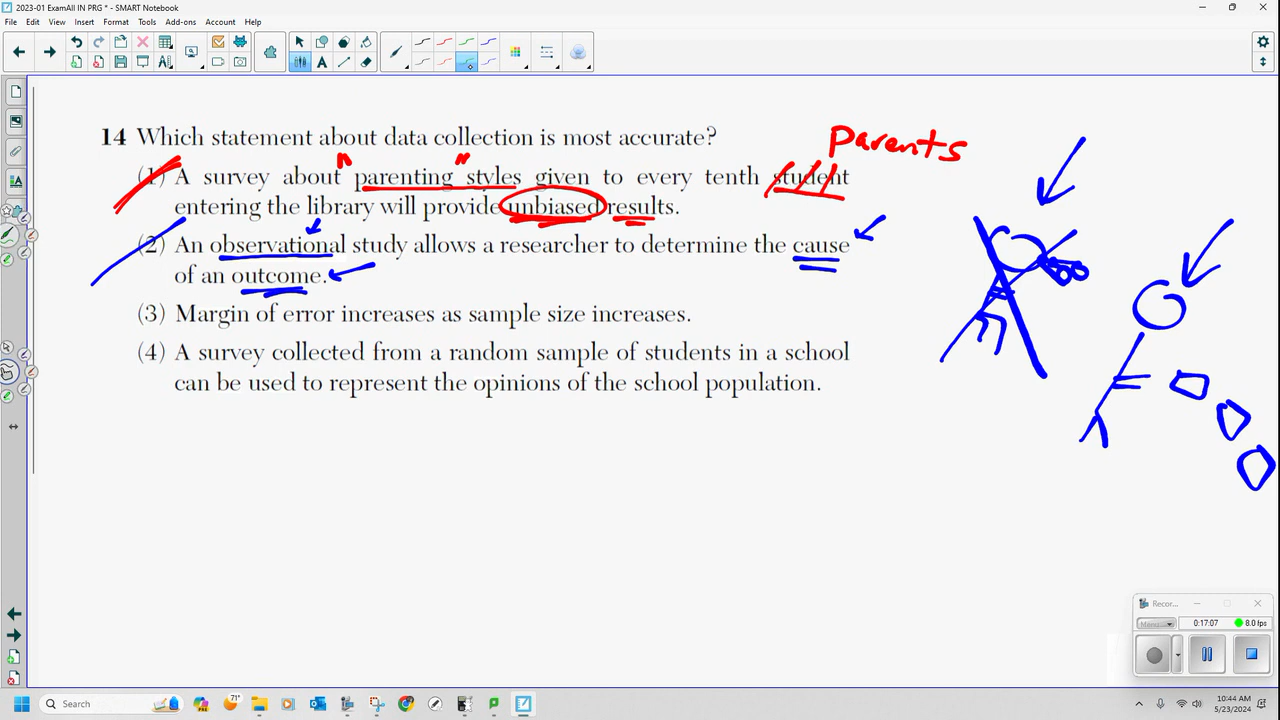 2023-01 ExamAll IN PRG * - SMART Notebook
File Edit View Insert Format Tools Add-ons Account Help
14 Which statement about data collection is most accurate?
Parents
(1) A survey about parenting styles given to every tenth student
entering the library will provide unbiased results.
(2) An observational study allows a researcher to determine the cause
of an outcome.
(3) Margin of error increases as sample size increases.
(4) A survey collected from a random sample of students in a school
can be used to represent the opinions of the school population.
Recor...
Menu 0:17:07 8.0 fps
Search
71°
10:44 AM
5/23/2024